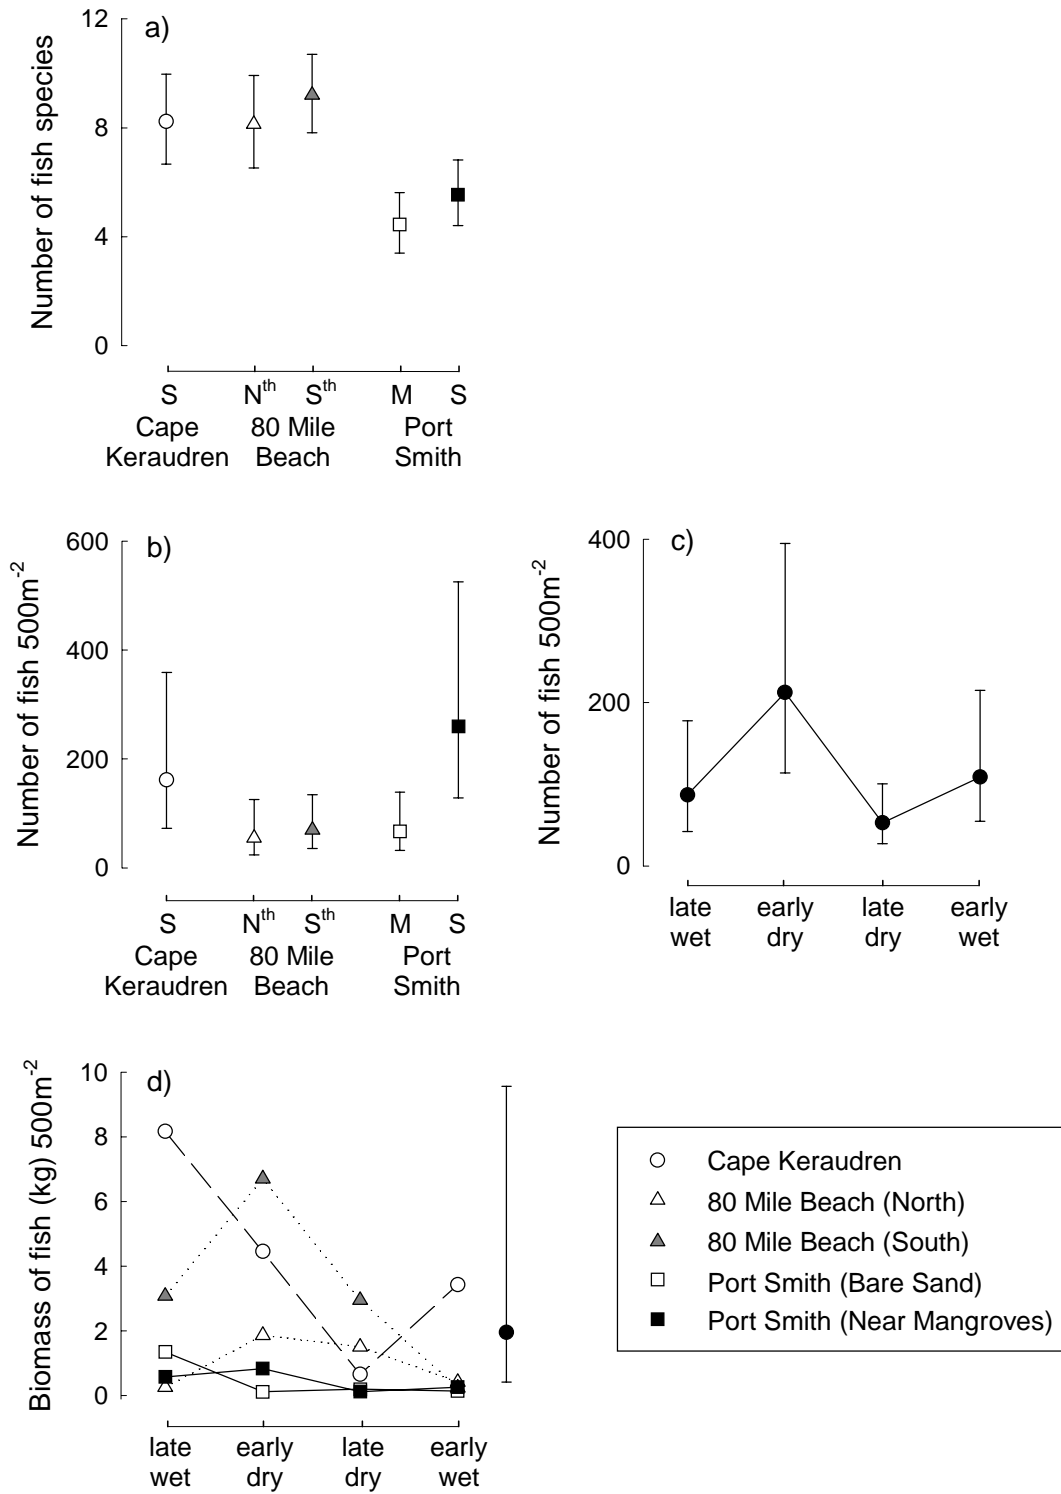 a)
Number of fish species
12
8
4
0
S Nᵗʰ Sᵗʰ M S
Cape 80 Mile Port
Keraudren Beach Smith
b)
Number of fish 500m⁻²
600
400
200
0
S Nᵗʰ Sᵗʰ M S
Cape 80 Mile Port
Keraudren Beach Smith
c)
Number of fish 500m⁻²
400
200
0
late early late early
wet dry dry wet
d)
Biomass of fish (kg) 500m⁻²
10
8
6
4
2
0
late early late early
wet dry dry wet
Cape Keraudren
80 Mile Beach (North)
80 Mile Beach (South)
Port Smith (Bare Sand)
Port Smith (Near Mangroves)